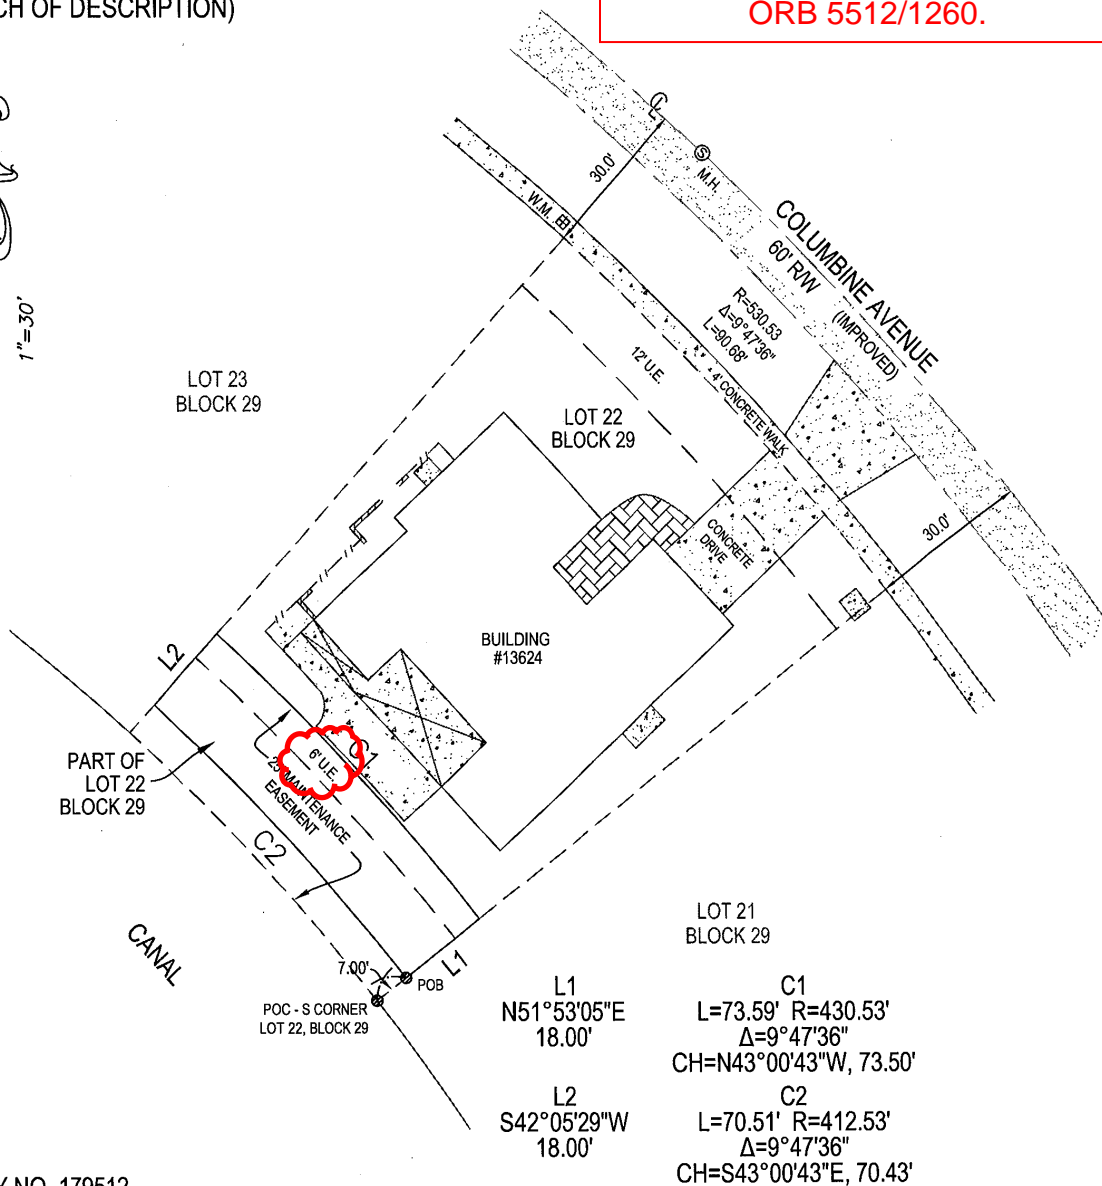 CH OF DESCRIPTION)
ORB 5512/1260.
1"=30'
℄
30.0'
S
M.H.
W.M.
COLUMBINE AVENUE
60' R/W
(IMPROVED)
R=530.53
Δ=9°47'36"
L=90.68'
12' U.E.
4' CONCRETE WALK
LOT 23
BLOCK 29
LOT 22
BLOCK 29
CONCRETE
DRIVE
30.0'
BUILDING
#13624
L2
PART OF
LOT 22
BLOCK 29
C1
6' U.E.
25' MAINTENANCE
EASEMENT
C2
CANAL
7.00'
POB
L1
POC - S CORNER
LOT 22, BLOCK 29
LOT 21
BLOCK 29
L1
N51°53'05"E
18.00'
C1
L=73.59' R=430.53'
Δ=9°47'36"
CH=N43°00'43"W, 73.50'
L2
S42°05'29"W
18.00'
C2
L=70.51' R=412.53'
Δ=9°47'36"
CH=S43°00'43"E, 70.43'
NO. 179512